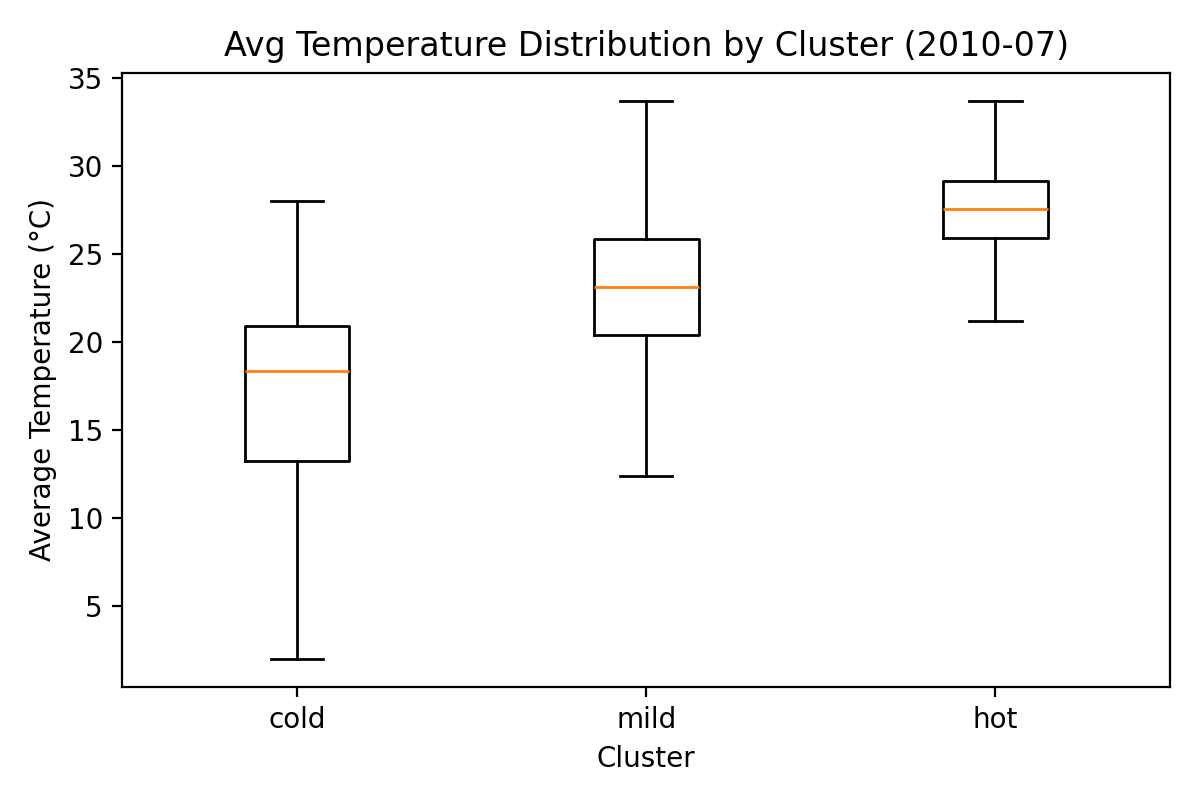 Avg Temperature Distribution by Cluster (2010-07)
Average Temperature (°C)
35
30
25
20
15
10
5
cold
mild
hot
Cluster